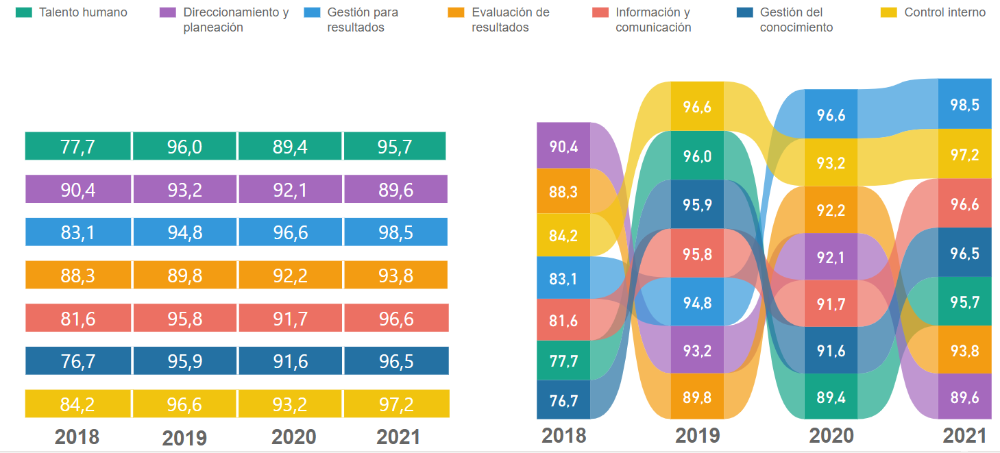 Talento humano
Direccionamiento y
planeación
Gestión para
resultados
Evaluación de
resultados
Información y
comunicación
Gestión del
conocimiento
Control interno
77,7 96,0 89,4 95,7
90,4 93,2 92,1 89,6
83,1 94,8 96,6 98,5
88,3 89,8 92,2 93,8
81,6 95,8 91,7 96,6
76,7 95,9 91,6 96,5
84,2 96,6 93,2 97,2
2018 2019 2020 2021
90,4
88,3
84,2
83,1
81,6
77,7
76,7
2018
96,6
96,0
95,9
95,8
94,8
93,2
89,8
2019
96,6
93,2
92,2
92,1
91,7
91,6
89,4
2020
98,5
97,2
96,6
96,5
95,7
93,8
89,6
2021